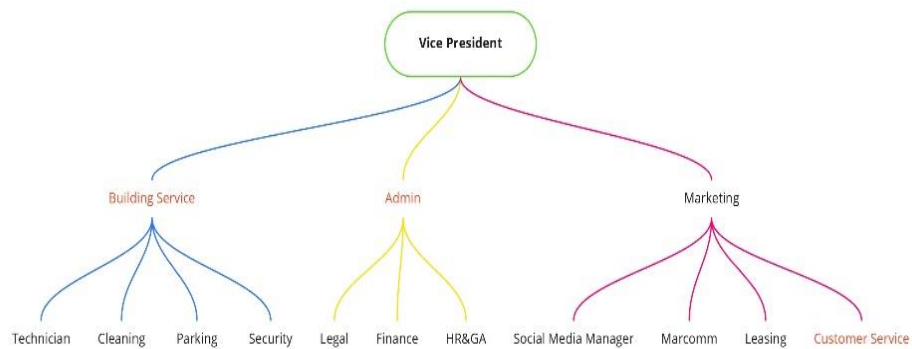 Vice President
Building Service
Admin
Marketing
Technician
Cleaning
Parking
Security
Legal
Finance
HR&GA
Social Media Manager
Marcomm
Leasing
Customer Service